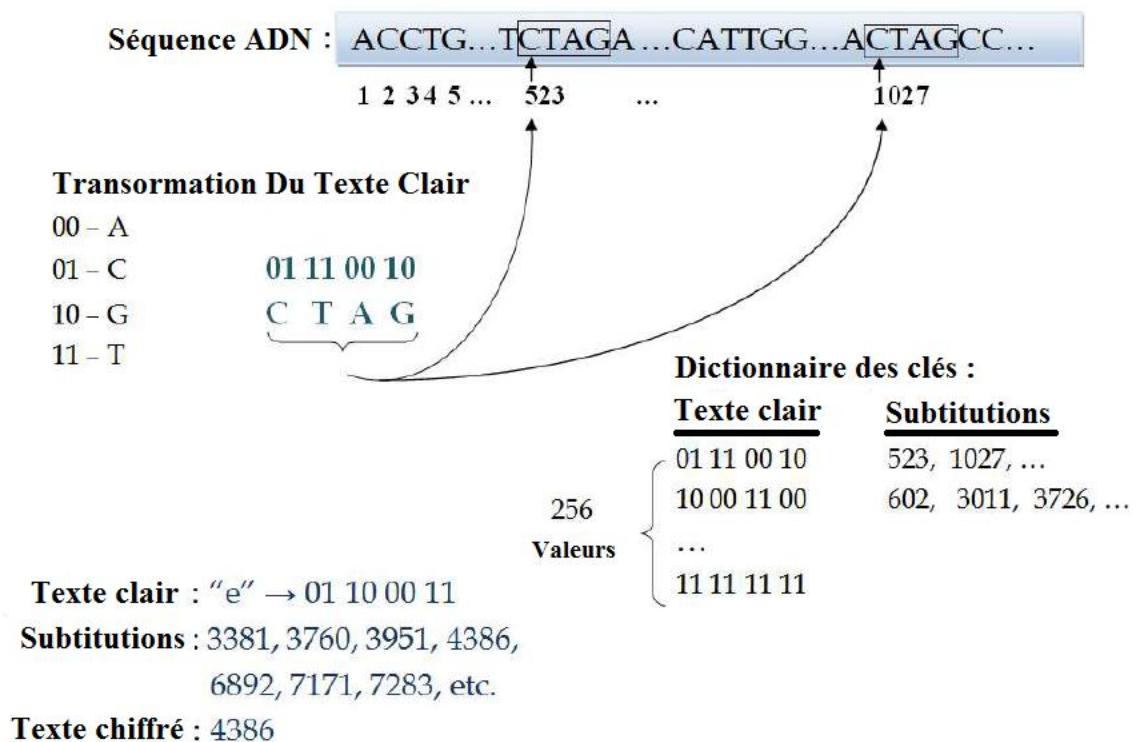 Séquence ADN : ACCTG...TCTAGA ...CATTGG...ACTAGCC...
1 2 3 4 5 ... 523 ... 1027
Transormation Du Texte Clair
00 – A
01 – C 01 11 00 10
10 – G C T A G
11 – T
Dictionnaire des clés :
Texte clair Subtitutions
01 11 00 10 523, 1027, ...
10 00 11 00 602, 3011, 3726, ...
...
11 11 11 11
256
Valeurs
Texte clair : "e" → 01 10 00 11
Subtitutions : 3381, 3760, 3951, 4386,
6892, 7171, 7283, etc.
Texte chiffré : 4386